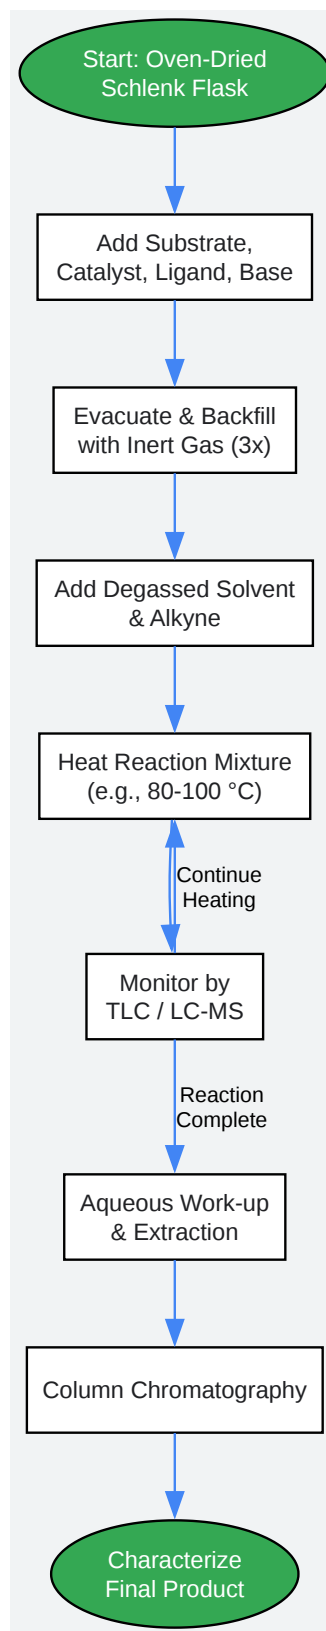 Start: Oven-Dried
Schlenk Flask
Add Substrate,
Catalyst, Ligand, Base
Evacuate & Backfill
with Inert Gas (3x)
Add Degassed Solvent
& Alkyne
Heat Reaction Mixture
(e.g., 80-100 °C)
Continue
Heating
Monitor by
TLC / LC-MS
Reaction
Complete
Aqueous Work-up
& Extraction
Column Chromatography
Characterize
Final Product